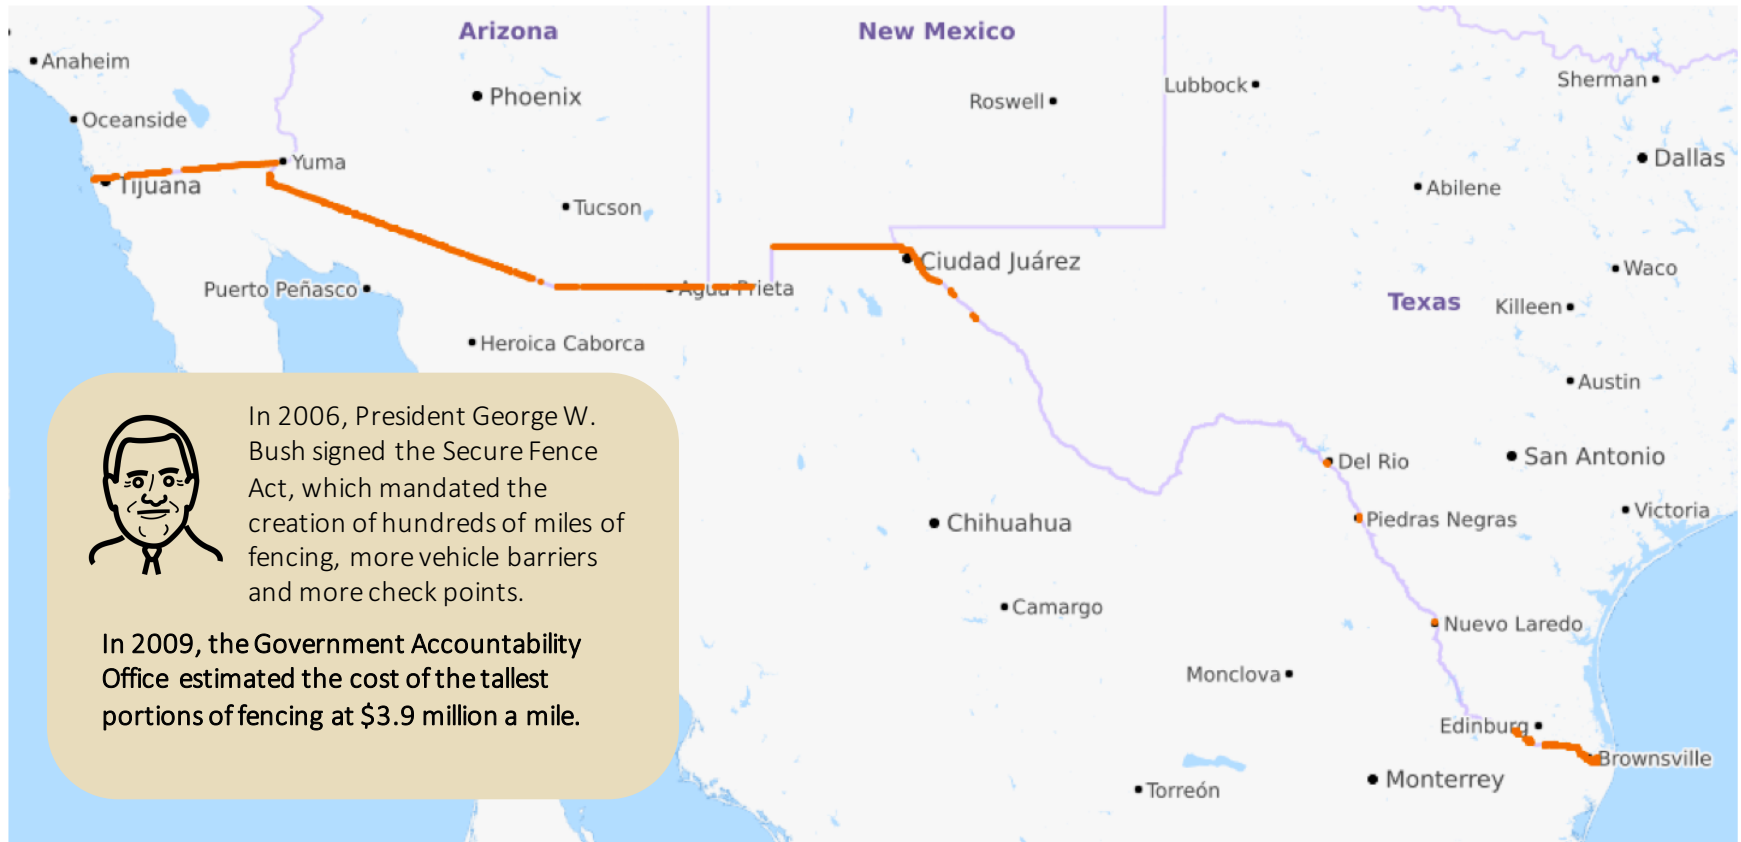 Arizona
New Mexico
Anaheim
Phoenix
Lubbock
Sherman
Roswell
Oceanside
Dallas
Yuma
Tijuana
Abilene
Tucson
Ciudad Juárez
Waco
Puerto Peñasco
Agua Prieta
Texas
Killeen
Heroica Caborca
Austin
In 2006, President George W.
Bush signed the Secure Fence
Act, which mandated the
creation of hundreds of miles of
fencing, more vehicle barriers
and more check points.
In 2009, the Government Accountability
Office estimated the cost of the tallest
portions of fencing at $3.9 million a mile.
Del Rio
San Antonio
Victoria
Piedras Negras
Chihuahua
Camargo
Nuevo Laredo
Monclova
Edinburg
Brownsville
Monterrey
Torreón